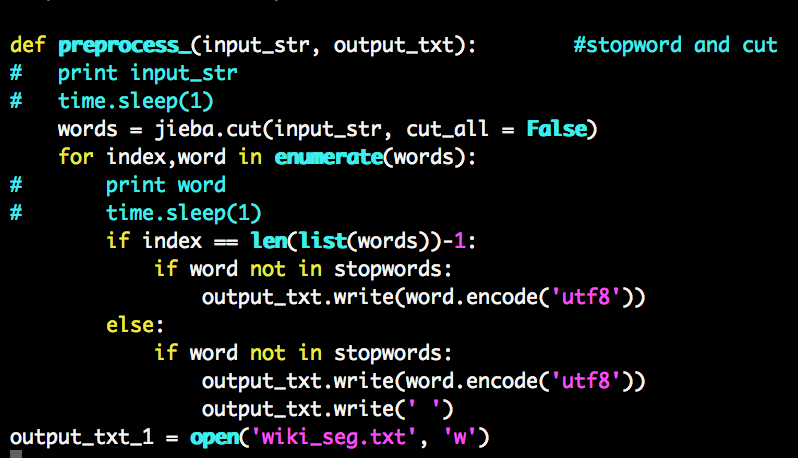 def preprocess_(input_str, output_txt):        #stopword and cut
#   print input_str
#   time.sleep(1)
    words = jieba.cut(input_str, cut_all = False)
    for index,word in enumerate(words):
#       print word
#       time.sleep(1)
        if index == len(list(words))-1:
            if word not in stopwords:
                output_txt.write(word.encode('utf8'))
        else:
            if word not in stopwords:
                output_txt.write(word.encode('utf8'))
                output_txt.write(' ')
output_txt_1 = open('wiki_seg.txt', 'w')